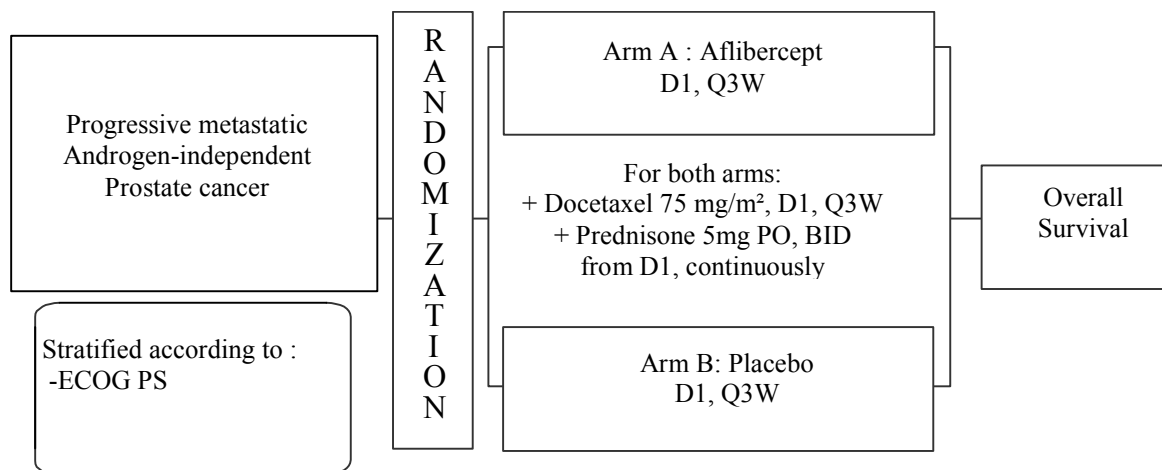 Progressive metastatic
Androgen-independent
Prostate cancer
Stratified according to :
-ECOG PS
RANDOMIZATION
Arm A : Aflibercept
D1, Q3W
For both arms:
+ Docetaxel 75 mg/m², D1, Q3W
+ Prednisone 5mg PO, BID
from D1, continuously
Arm B: Placebo
D1, Q3W
Overall
Survival